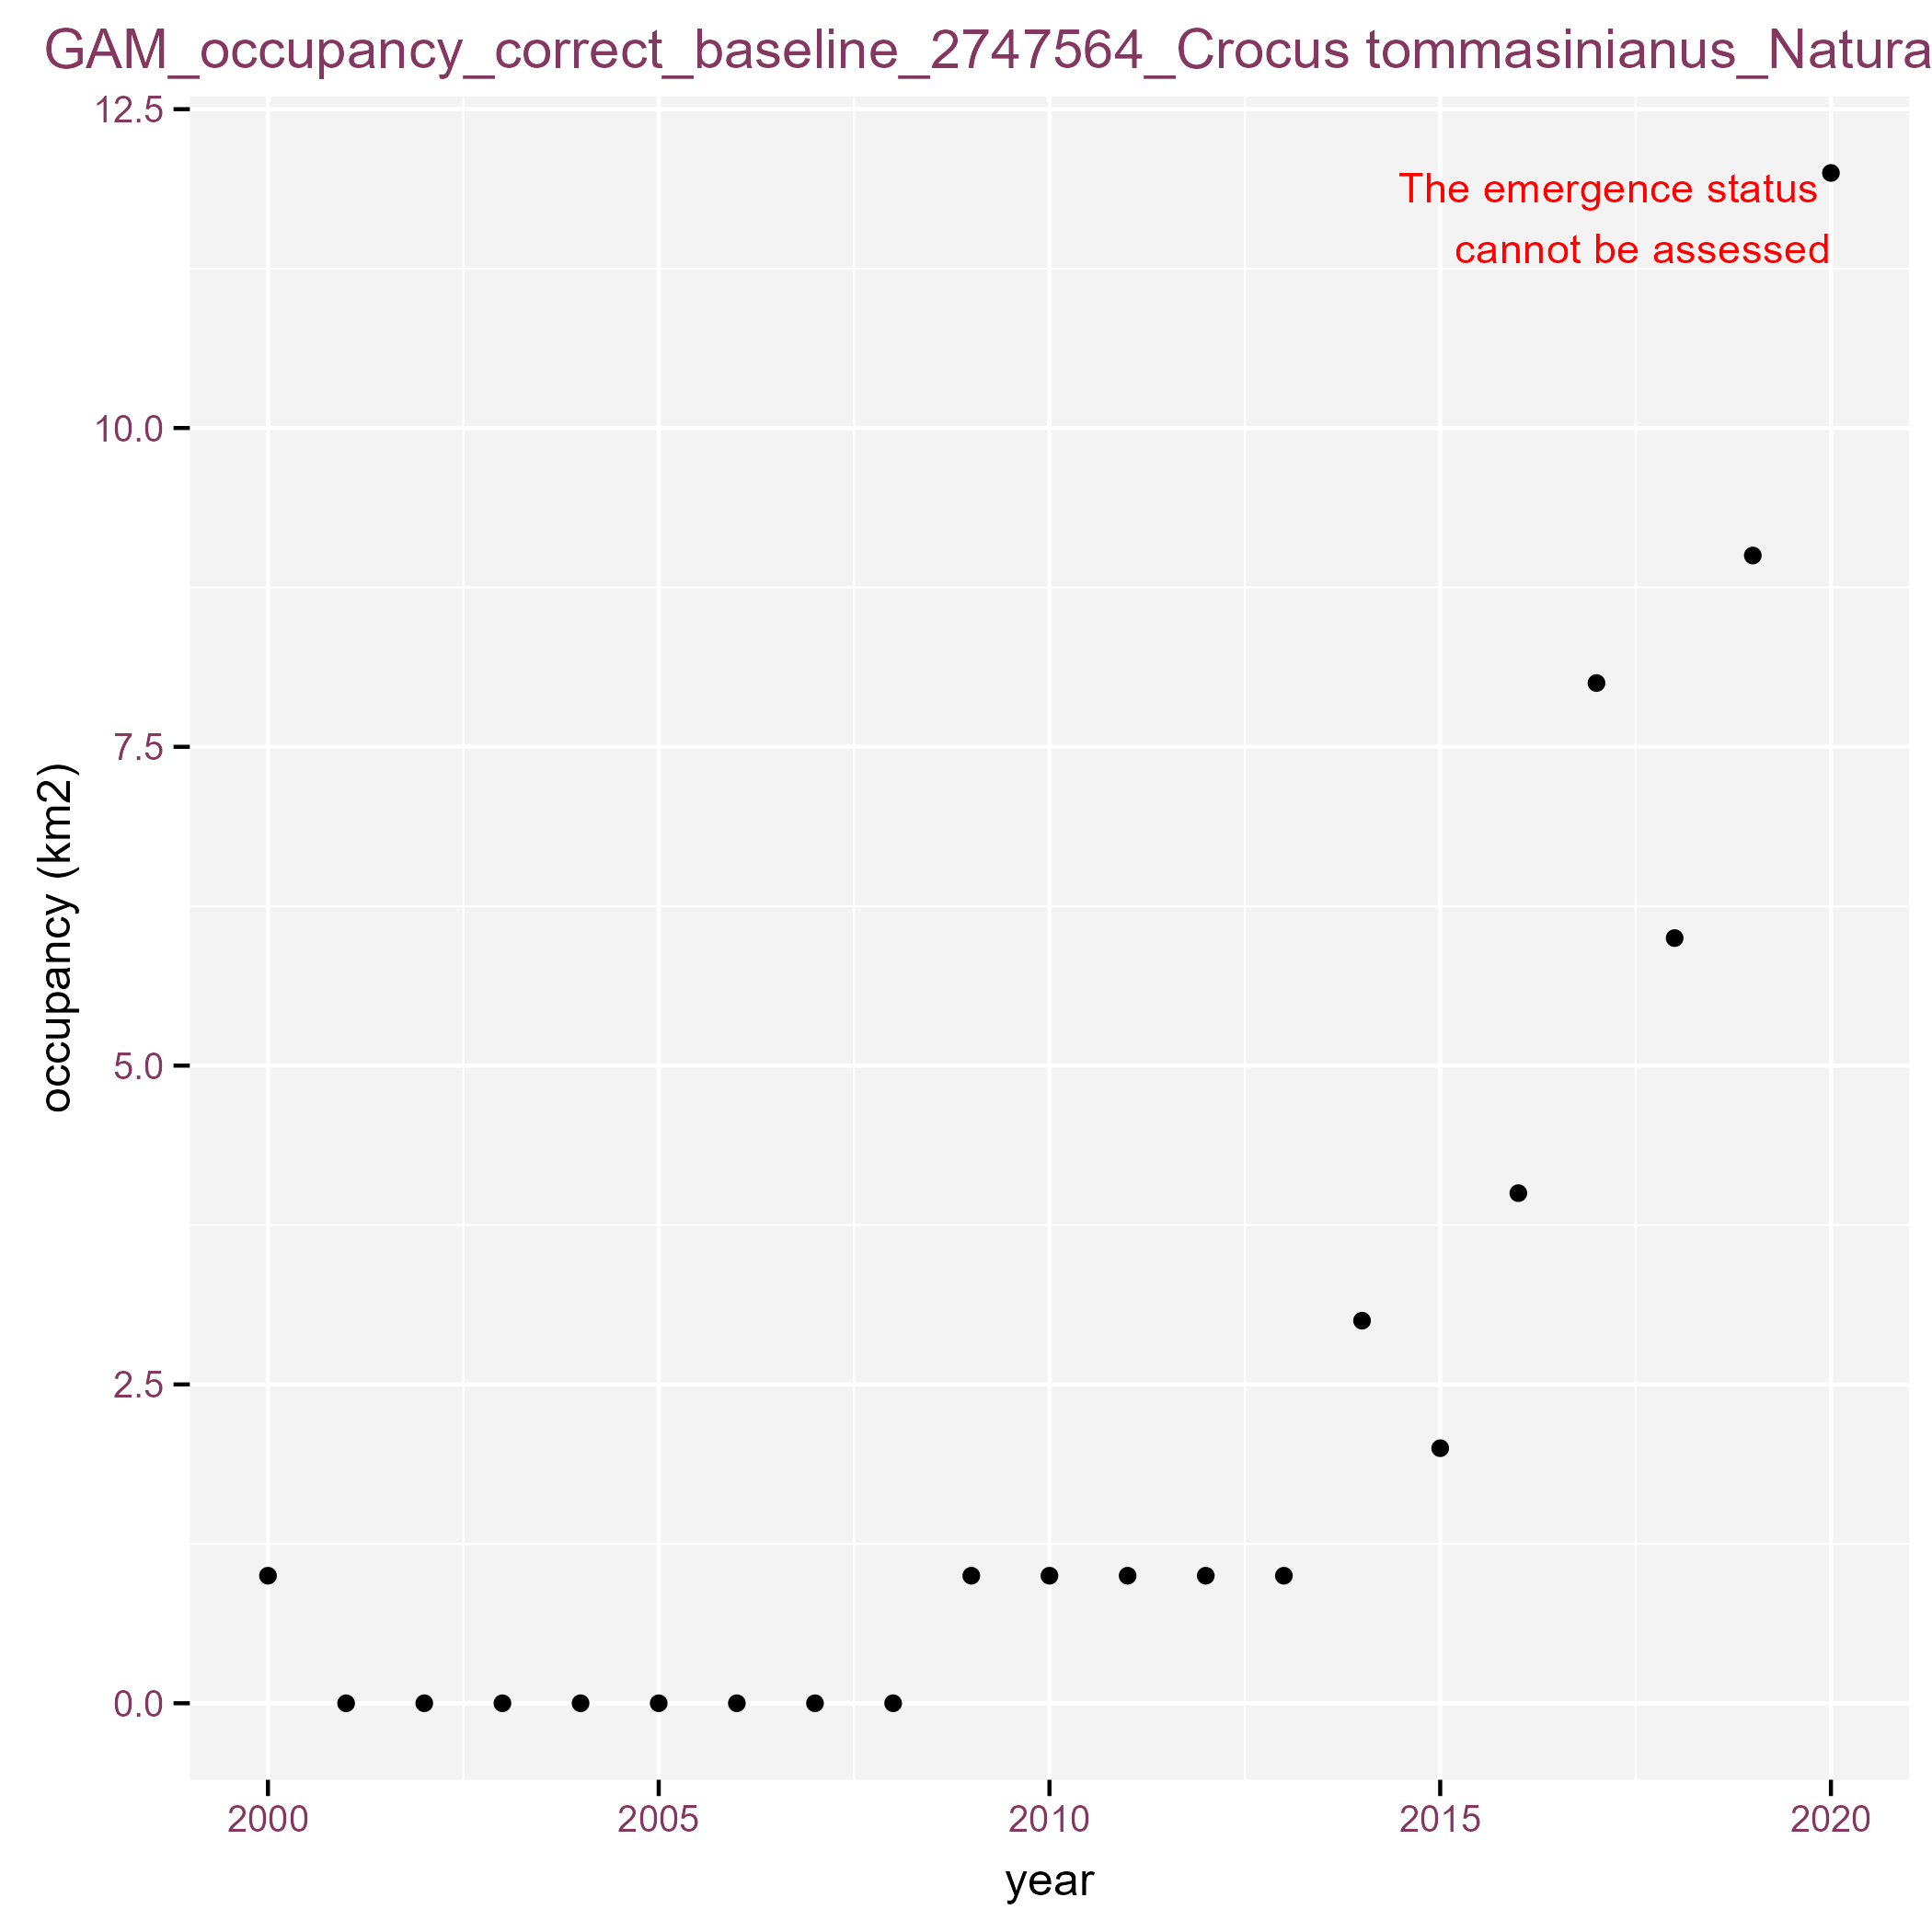 GAM_occupancy_correct_baseline_2747564_Crocus tommasinianus_Natura
12.5
The emergence status
cannot be assessed
10.0
7.5
5.0
2.5
0.0
occupancy (km2)
2000 2005 2010 2015 2020
year